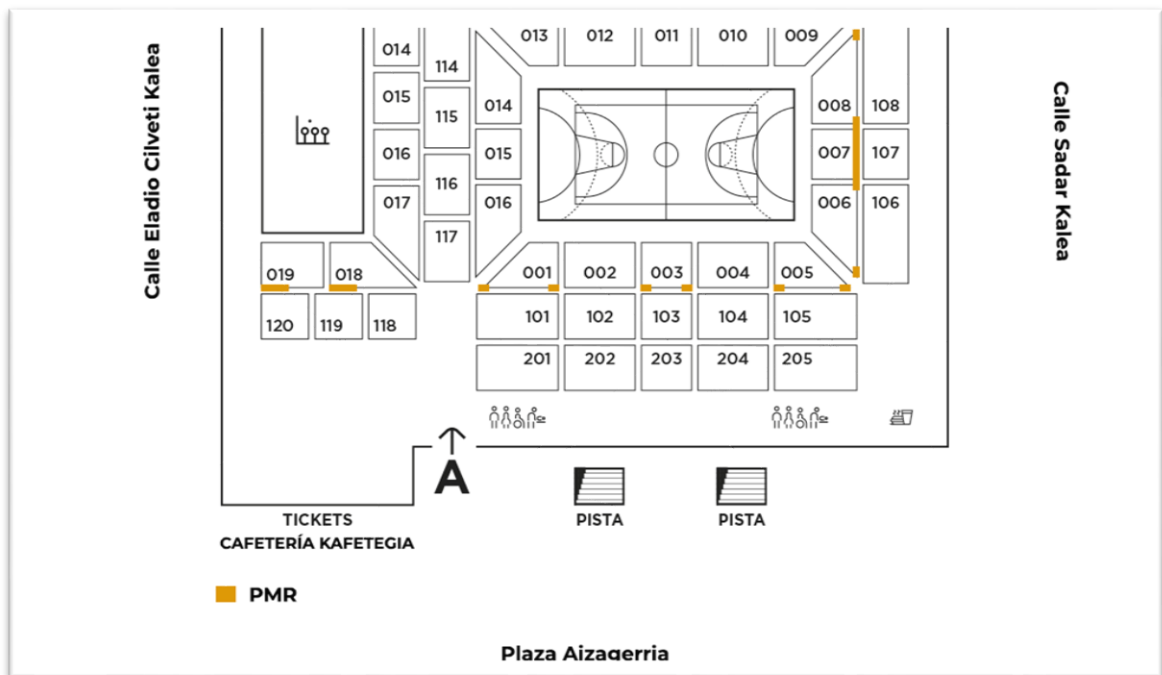 013 012 011 010 009
014
114
015 115 014 008 108
016 015 007 107
116
017 016 006 106
117
019 018 001 002 003 004 005
120 119 118 101 102 103 104 105
201 202 203 204 205
A
TICKETS PISTA PISTA
CAFETERÍA KAFETEGIA
PMR
Plaza Aizagerria
Calle Eladio Cilveti Kalea
Calle Sadar Kalea